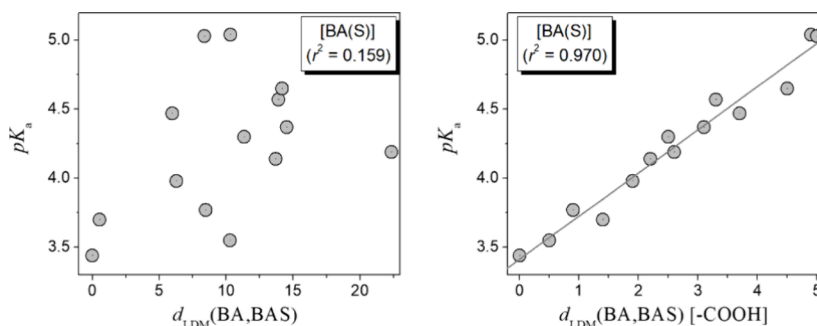 [BA(S)]
(r² = 0.159)
5.0
4.5
4.0
3.5
pKₐ
0 5 10 15 20
d_LDM(BA,BAS)
[BA(S)]
(r² = 0.970)
5.0
4.5
4.0
3.5
pKₐ
0 1 2 3 4 5
d_LDM(BA,BAS) [-COOH]